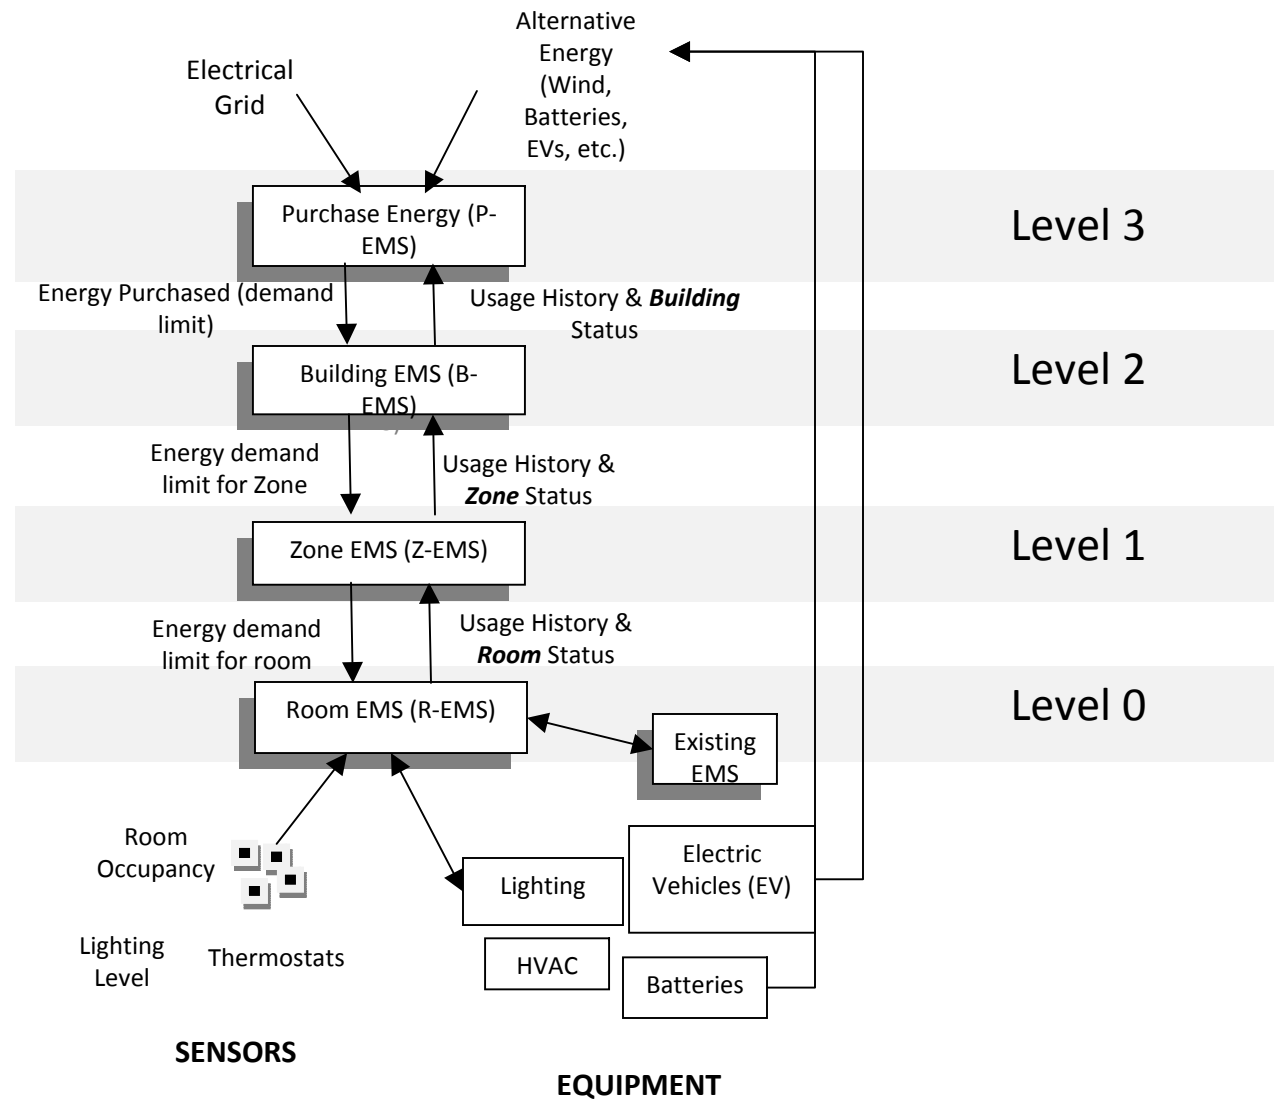 Alternative
Energy
(Wind,
Batteries,
EVs, etc.)
Electrical
Grid
Purchase Energy (P-
EMS)
Level 3
Energy Purchased (demand
limit)
Usage History & Building
Status
Building EMS (B-
EMS)
Level 2
Energy demand
limit for Zone
Usage History &
Zone Status
Zone EMS (Z-EMS)
Level 1
Energy demand
limit for room
Usage History &
Room Status
Room EMS (R-EMS)
Level 0
Existing
EMS
Room
Occupancy
Lighting
Level
Thermostats
Lighting
Electric
Vehicles (EV)
HVAC
Batteries
SENSORS
EQUIPMENT